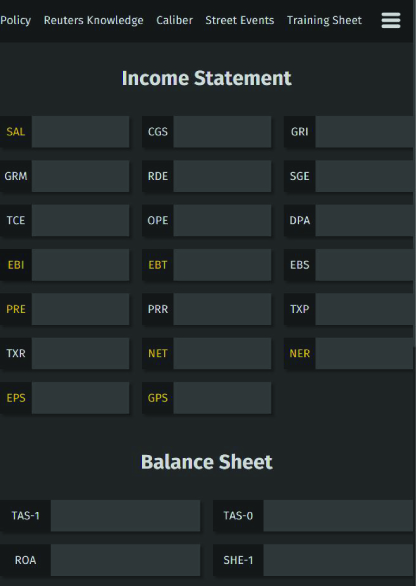 Policy Reuters Knowledge Caliber Street Events Training Sheet
Income Statement
SAL CGS GRI
GRM RDE SGE
TCE OPE DPA
EBI EBT EBS
PRE PRR TXP
TXR NET NER
EPS GPS
Balance Sheet
TAS-1 TAS-0
ROA SHE-1